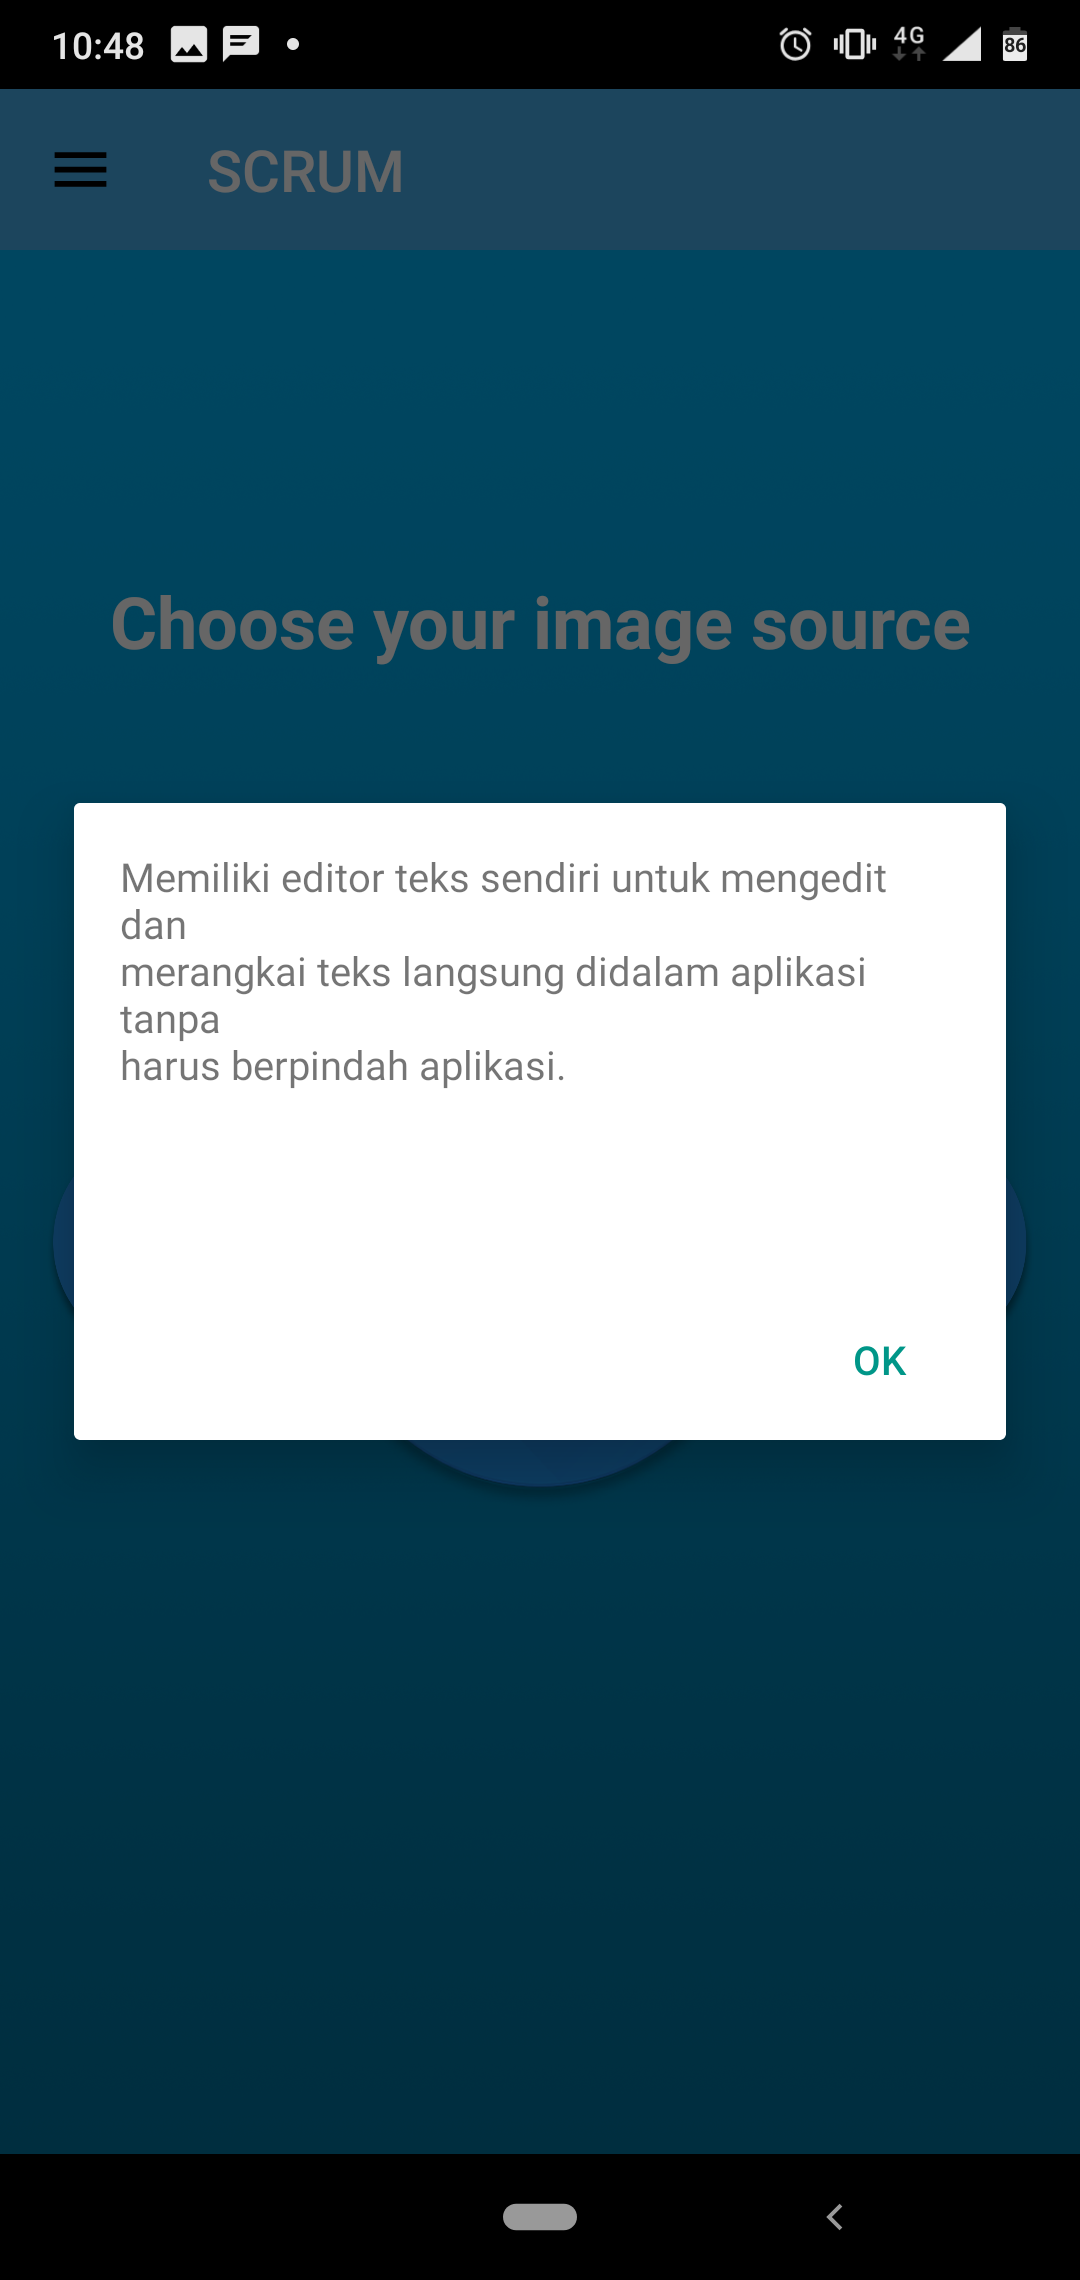 10:48
4G
86
SCRUM
Choose your image source
Memiliki editor teks sendiri untuk mengedit
dan
merangkai teks langsung didalam aplikasi
tanpa
harus berpindah aplikasi.
OK